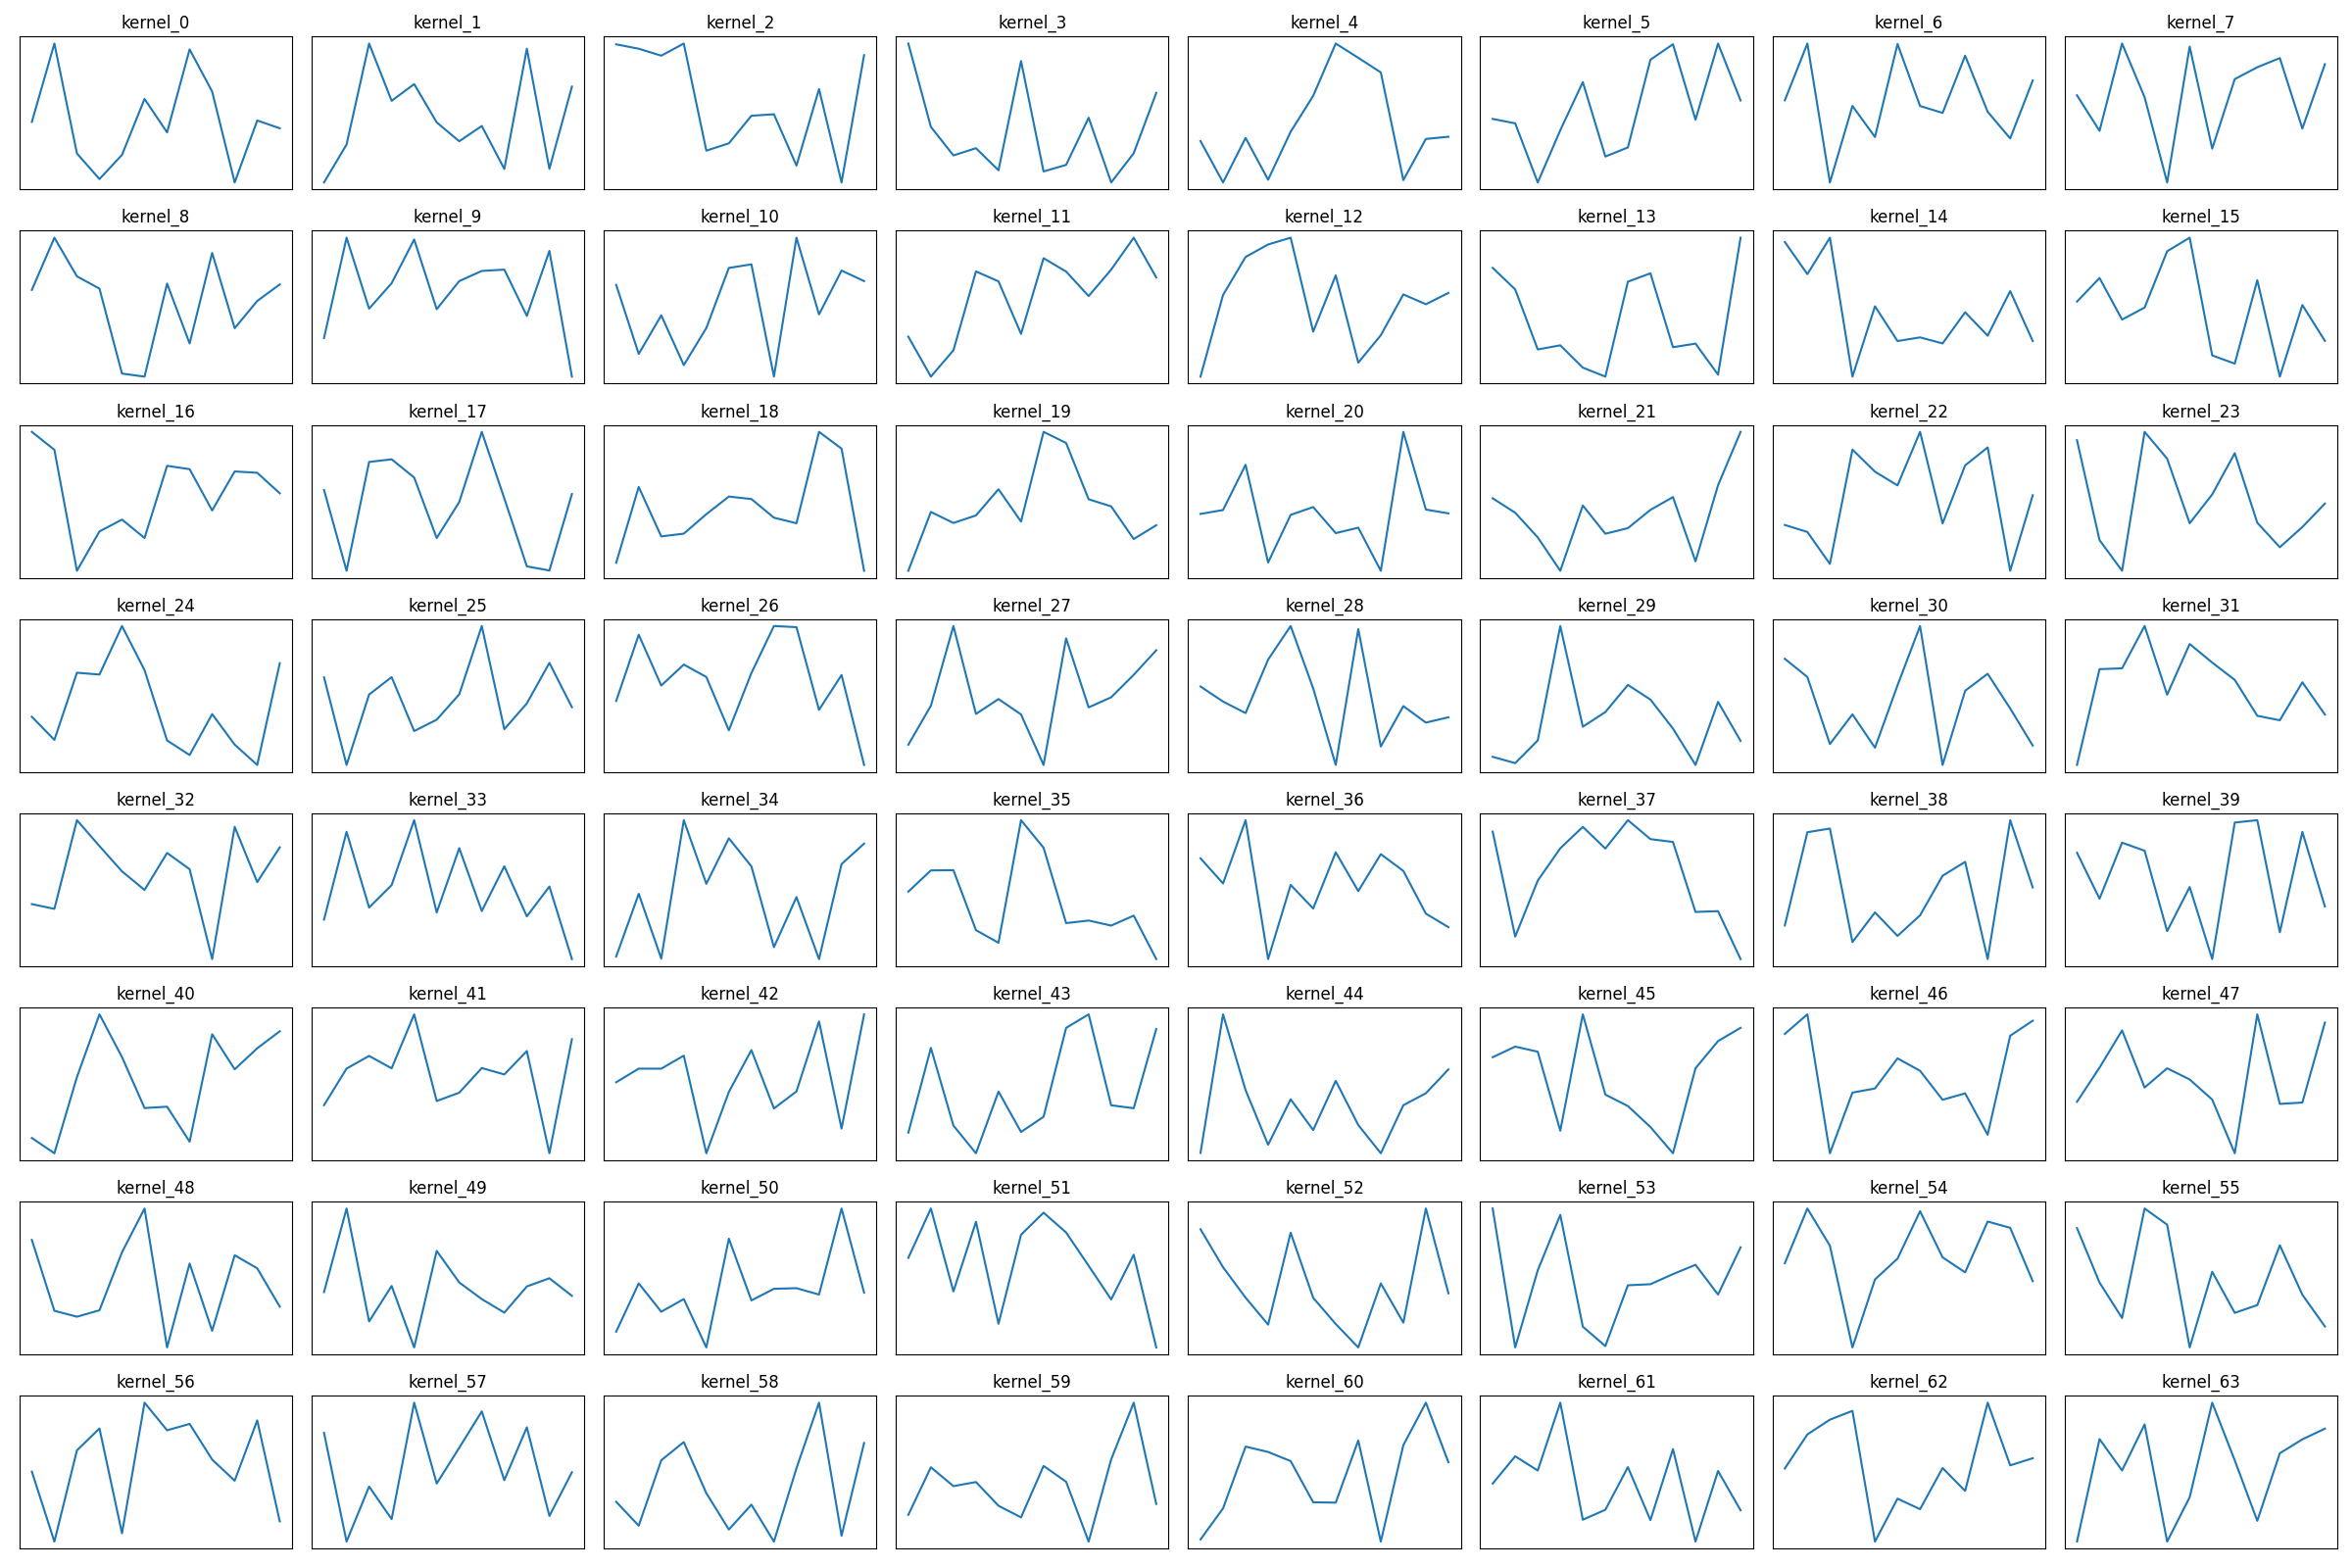 kernel_0 kernel_1 kernel_2 kernel_3 kernel_4 kernel_5 kernel_6 kernel_7
kernel_8 kernel_9 kernel_10 kernel_11 kernel_12 kernel_13 kernel_14 kernel_15
kernel_16 kernel_17 kernel_18 kernel_19 kernel_20 kernel_21 kernel_22 kernel_23
kernel_24 kernel_25 kernel_26 kernel_27 kernel_28 kernel_29 kernel_30 kernel_31
kernel_32 kernel_33 kernel_34 kernel_35 kernel_36 kernel_37 kernel_38 kernel_39
kernel_40 kernel_41 kernel_42 kernel_43 kernel_44 kernel_45 kernel_46 kernel_47
kernel_48 kernel_49 kernel_50 kernel_51 kernel_52 kernel_53 kernel_54 kernel_55
kernel_56 kernel_57 kernel_58 kernel_59 kernel_60 kernel_61 kernel_62 kernel_63